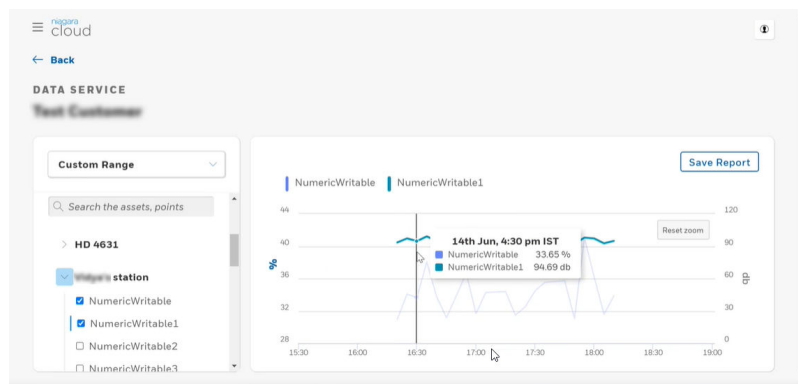 niagara
cloud
Back
DATA SERVICE
Custom Range
Search the assets, points
HD 4631
station
NumericWritable
NumericWritable1
NumericWritable2
NumericWritable3
Save Report
NumericWritable NumericWritable1
44 120
Reset zoom
40 90
14th Jun, 4:30 pm IST
NumericWritable 33.65 %
NumericWritable1 94.69 db
%
36 60
db
32 30
28 0
15:30 16:00 16:30 17:00 17:30 18:00 18:30 19:00